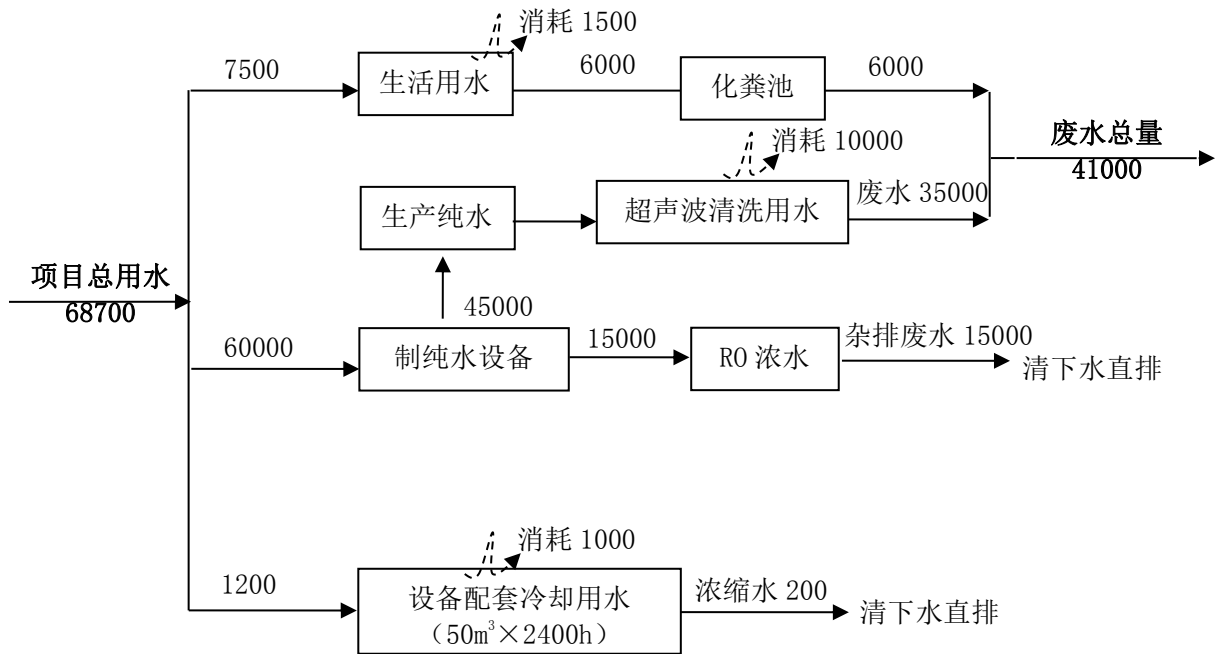 消耗 1500
7500
生活用水
6000
化粪池
6000
废水总量
41000
消耗 10000
生产纯水
超声波清洗用水
废水 35000
项目总用水
68700
45000
60000
制纯水设备
15000
RO 浓水
杂排废水 15000
清下水直排
消耗 1000
1200
设备配套冷却用水
（50m³×2400h）
浓缩水 200
清下水直排